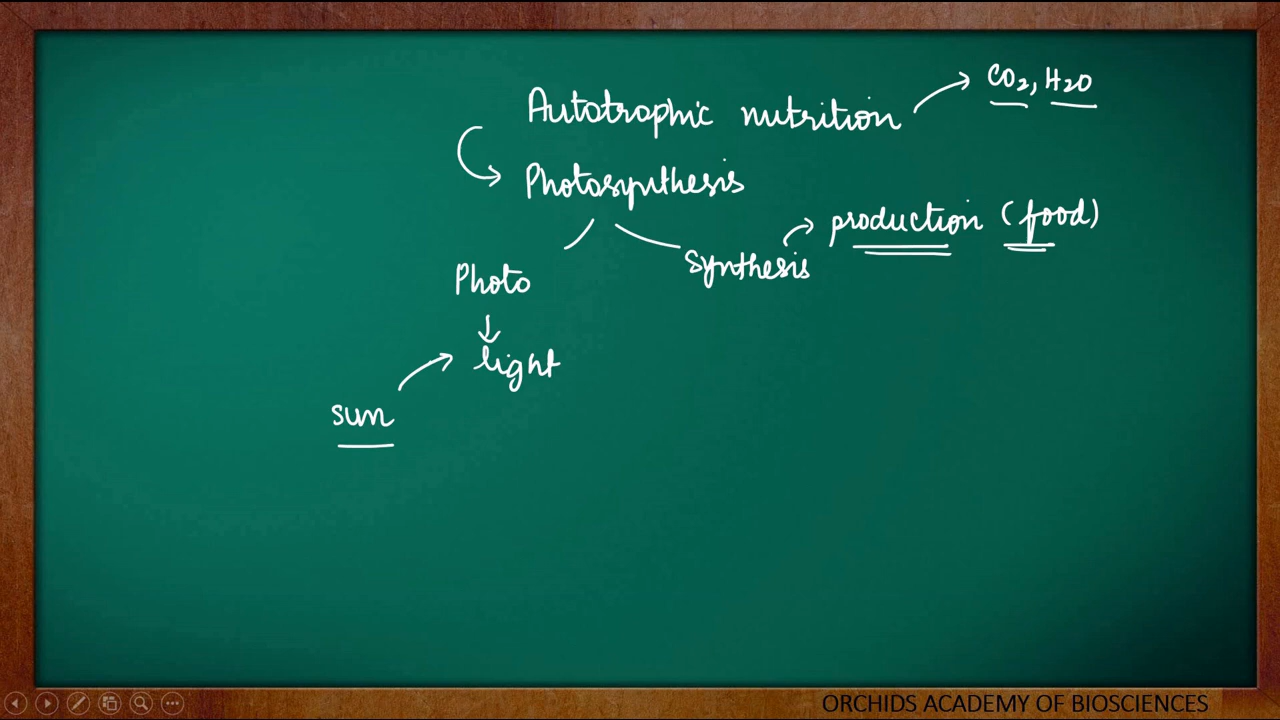 CO2, H2O
Autotrophic nutrition
Photosynthesis
production (food)
Synthesis
Photo
light
sun
ORCHIDS ACADEMY OF BIOSCIENCES